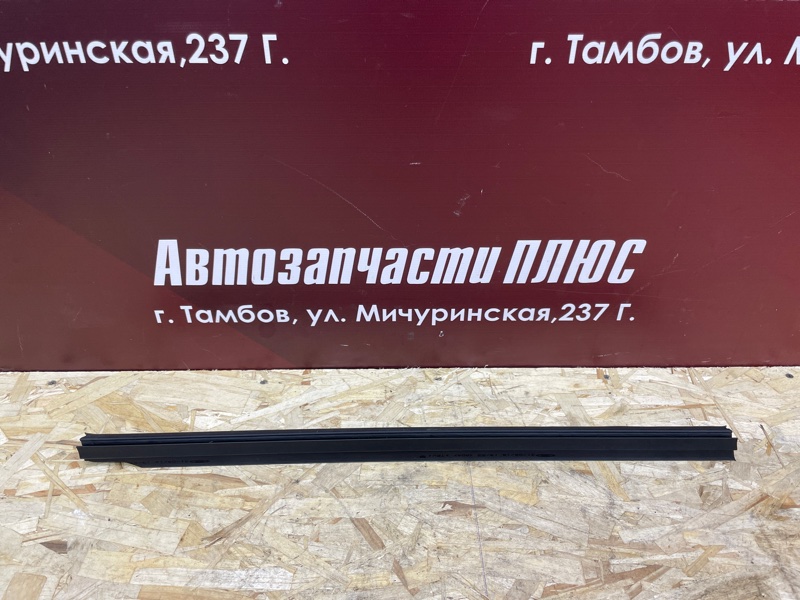 уринская,237 Г.
г. Тамбов, ул. М
Автозапчасти ПЛЮС
г. Тамбов, ул. Мичуринская,237 Г.